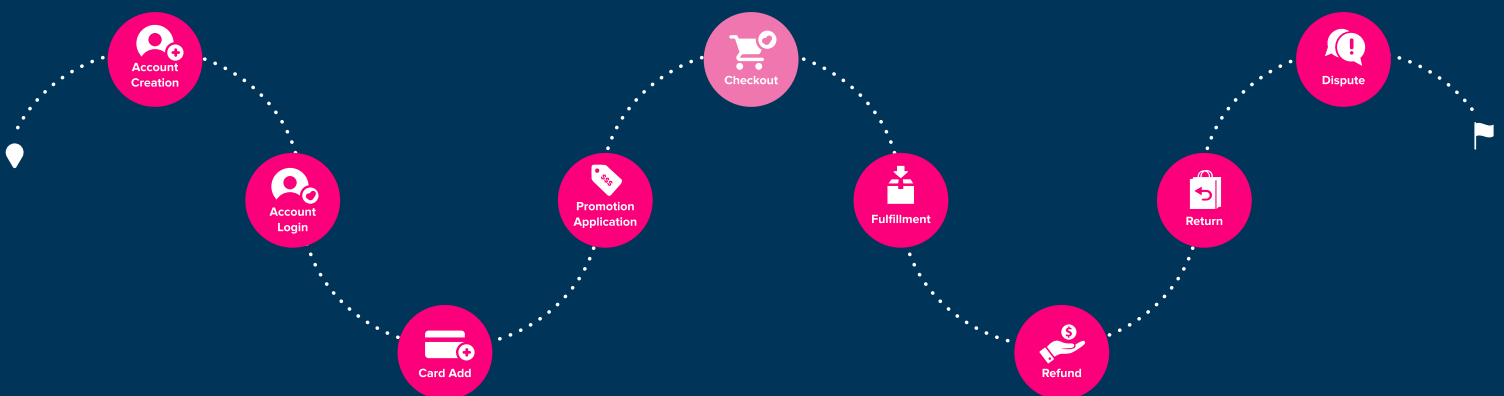 Account
Creation
Account
Login
Card Add
$$$
Promotion
Application
Checkout
Fulfillment
$
Refund
Return
!
Dispute